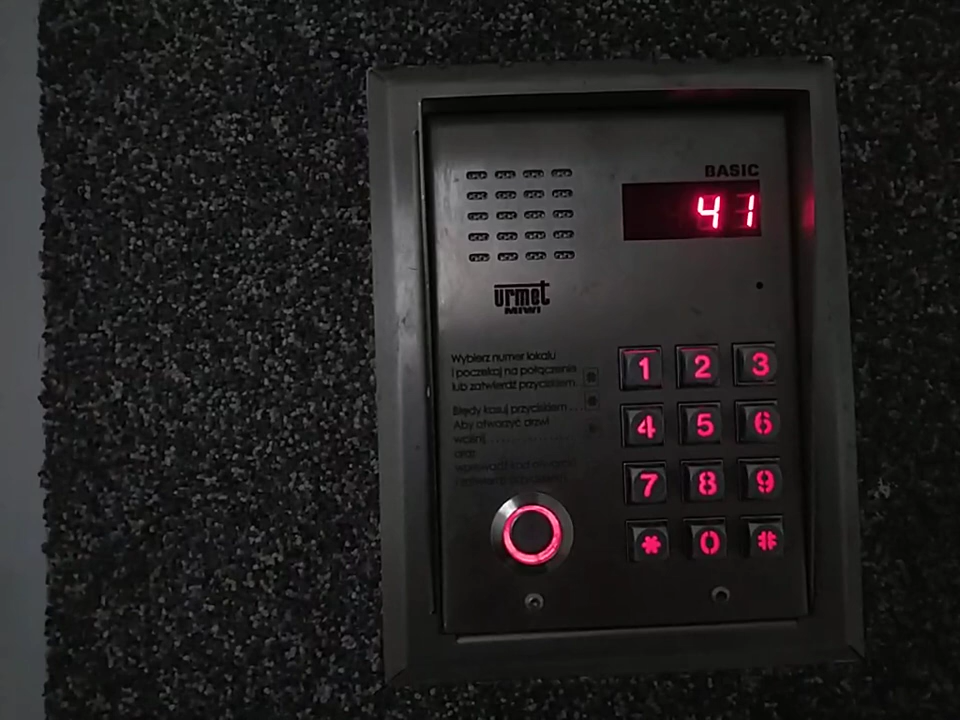 BASIC
41
urmet
MIWI
Wybierz numer lokalu
i poczekaj na połączenie
lub zatwierdź przyciskiem
Błędy kasuj przyciskiem . . .
Aby otworzyć drzwi
wciśnij
oraz
1 2 3
4 5 6
7 8 9
* 0 #